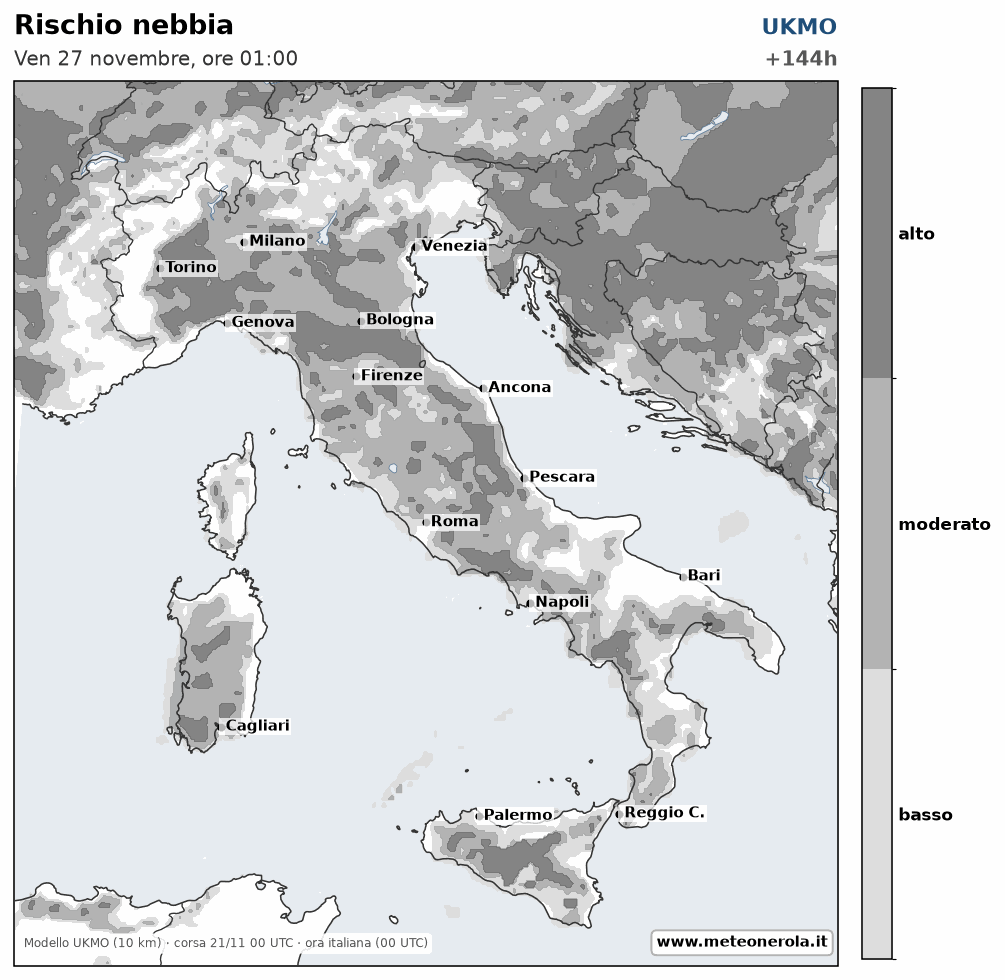 Rischio nebbia
UKMO
Ven 27 novembre, ore 01:00
+144h
alto
Milano
Venezia
Torino
Genova
Bologna
Firenze
Ancona
Pescara
Roma
moderato
Bari
Napoli
Cagliari
Palermo
Reggio C.
basso
Modello UKMO (10 km) · corsa 21/11 00 UTC · ora italiana (00 UTC)
www.meteonerola.it